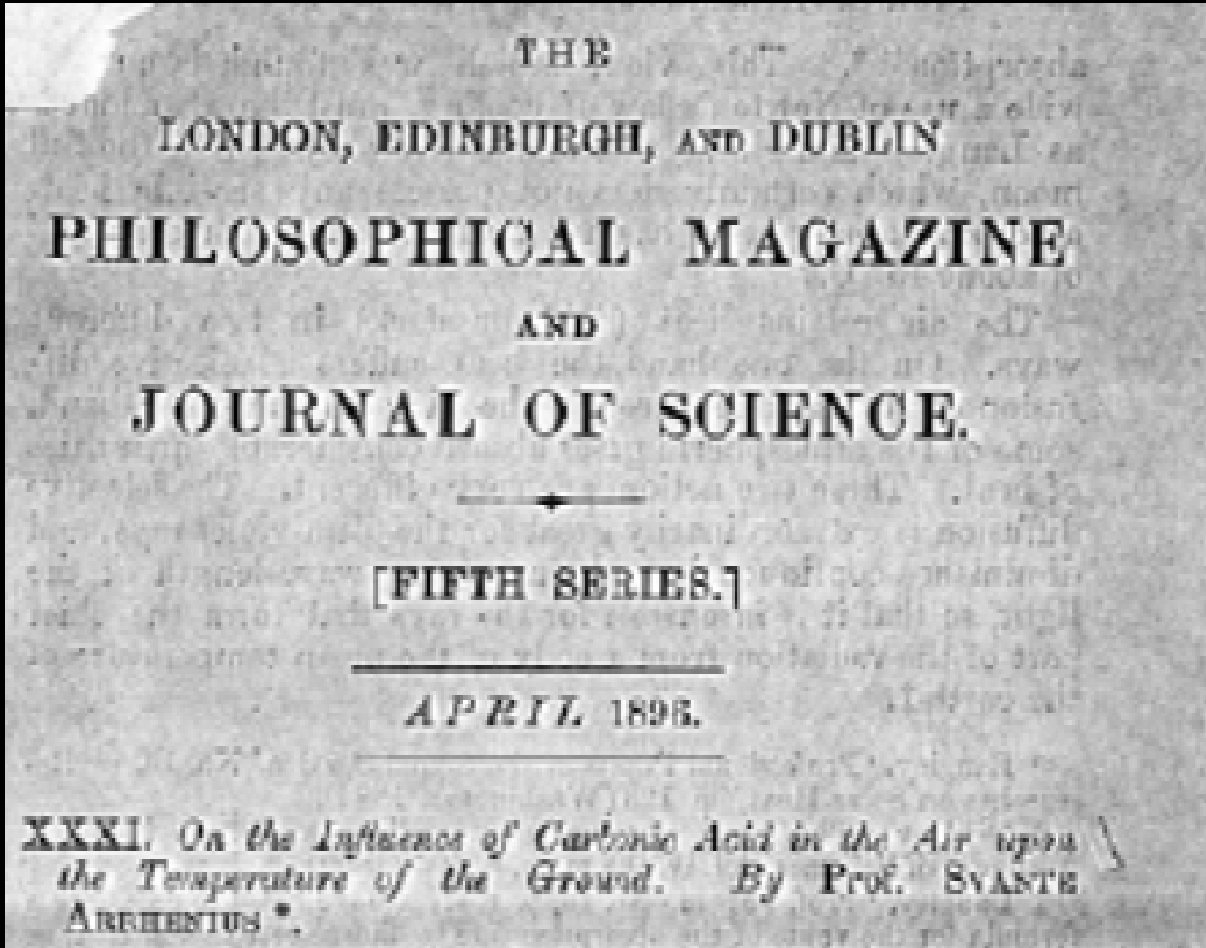 THE
LONDON, EDINBURGH, AND DUBLIN
PHILOSOPHICAL MAGAZINE
AND
JOURNAL OF SCIENCE.
[FIFTH SERIES.]
APRIL 1896.
XXXI. On the Influence of Carbonic Acid in the Air upon
the Temperature of the Ground. By Prof. SVANTE
ARRHENIUS *.